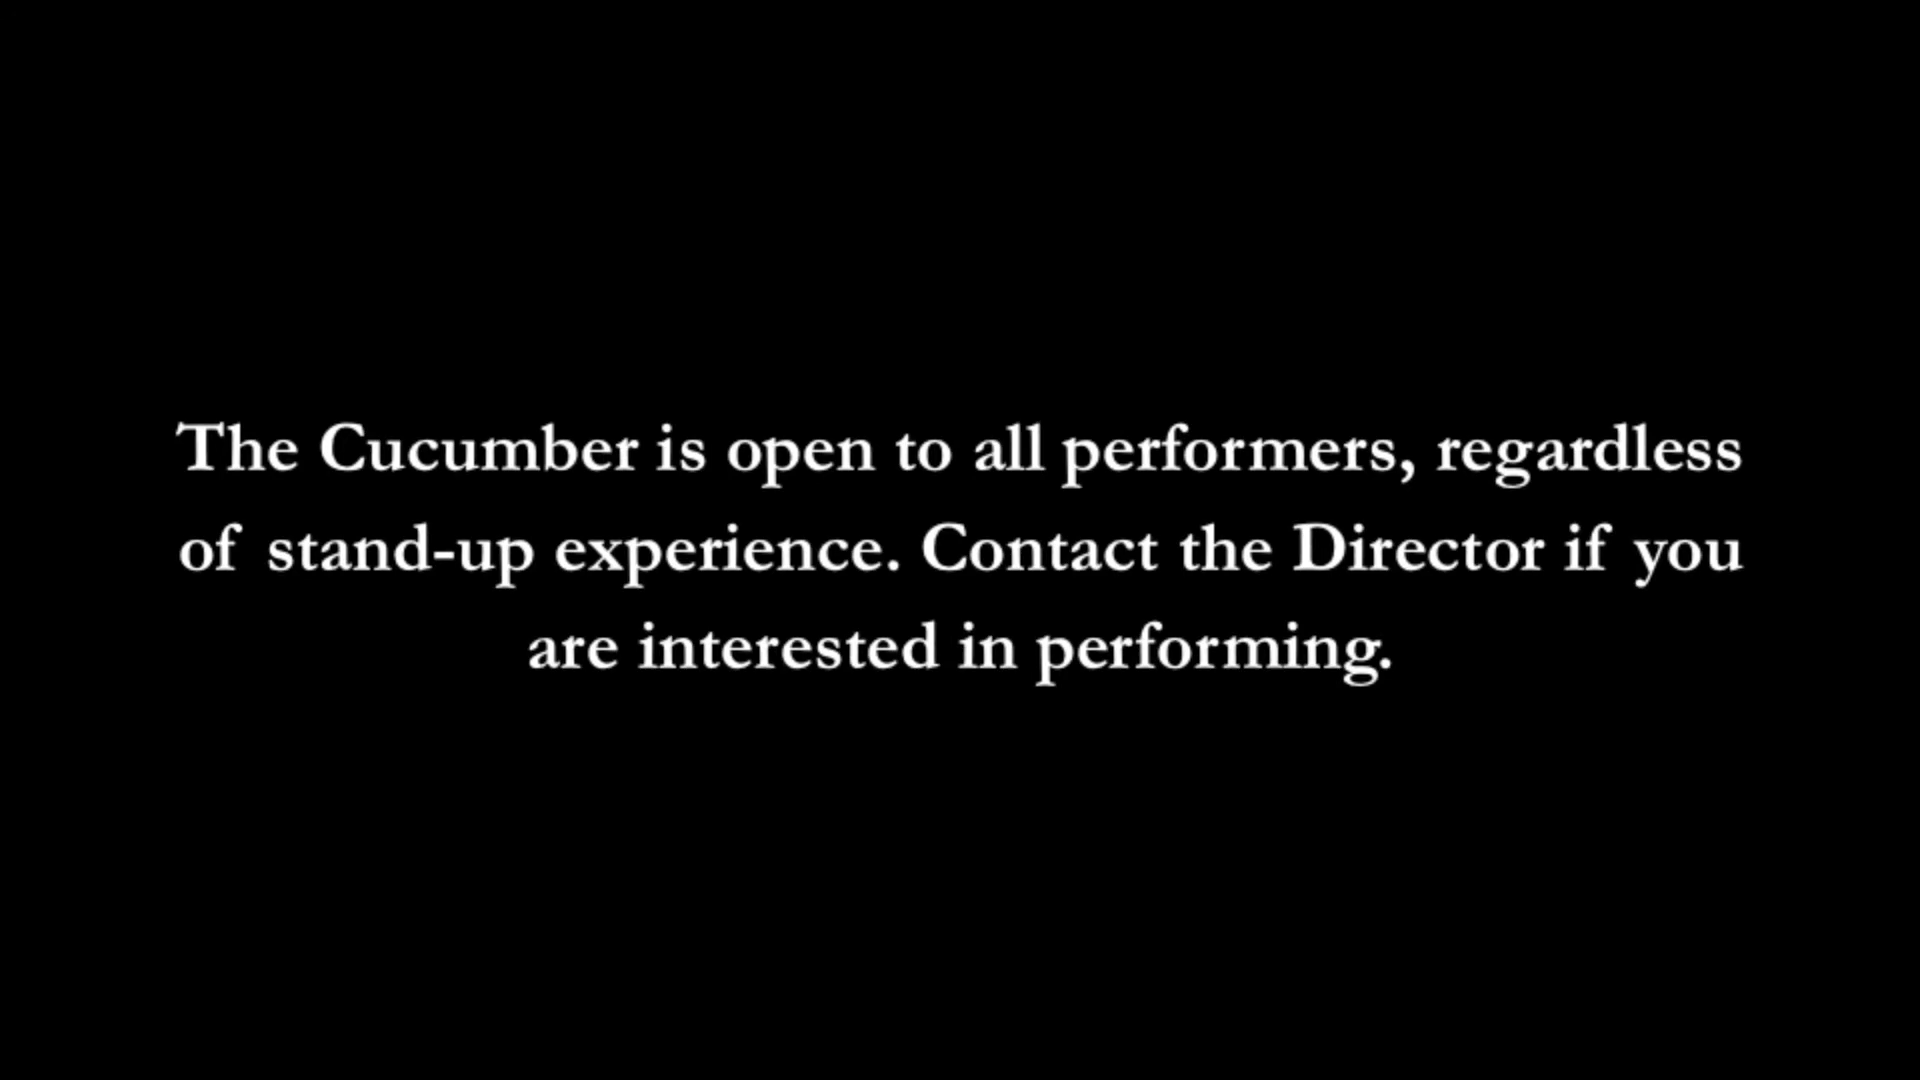 The Cucumber is open to all performers, regardless
of stand-up experience. Contact the Director if you
are interested in performing.